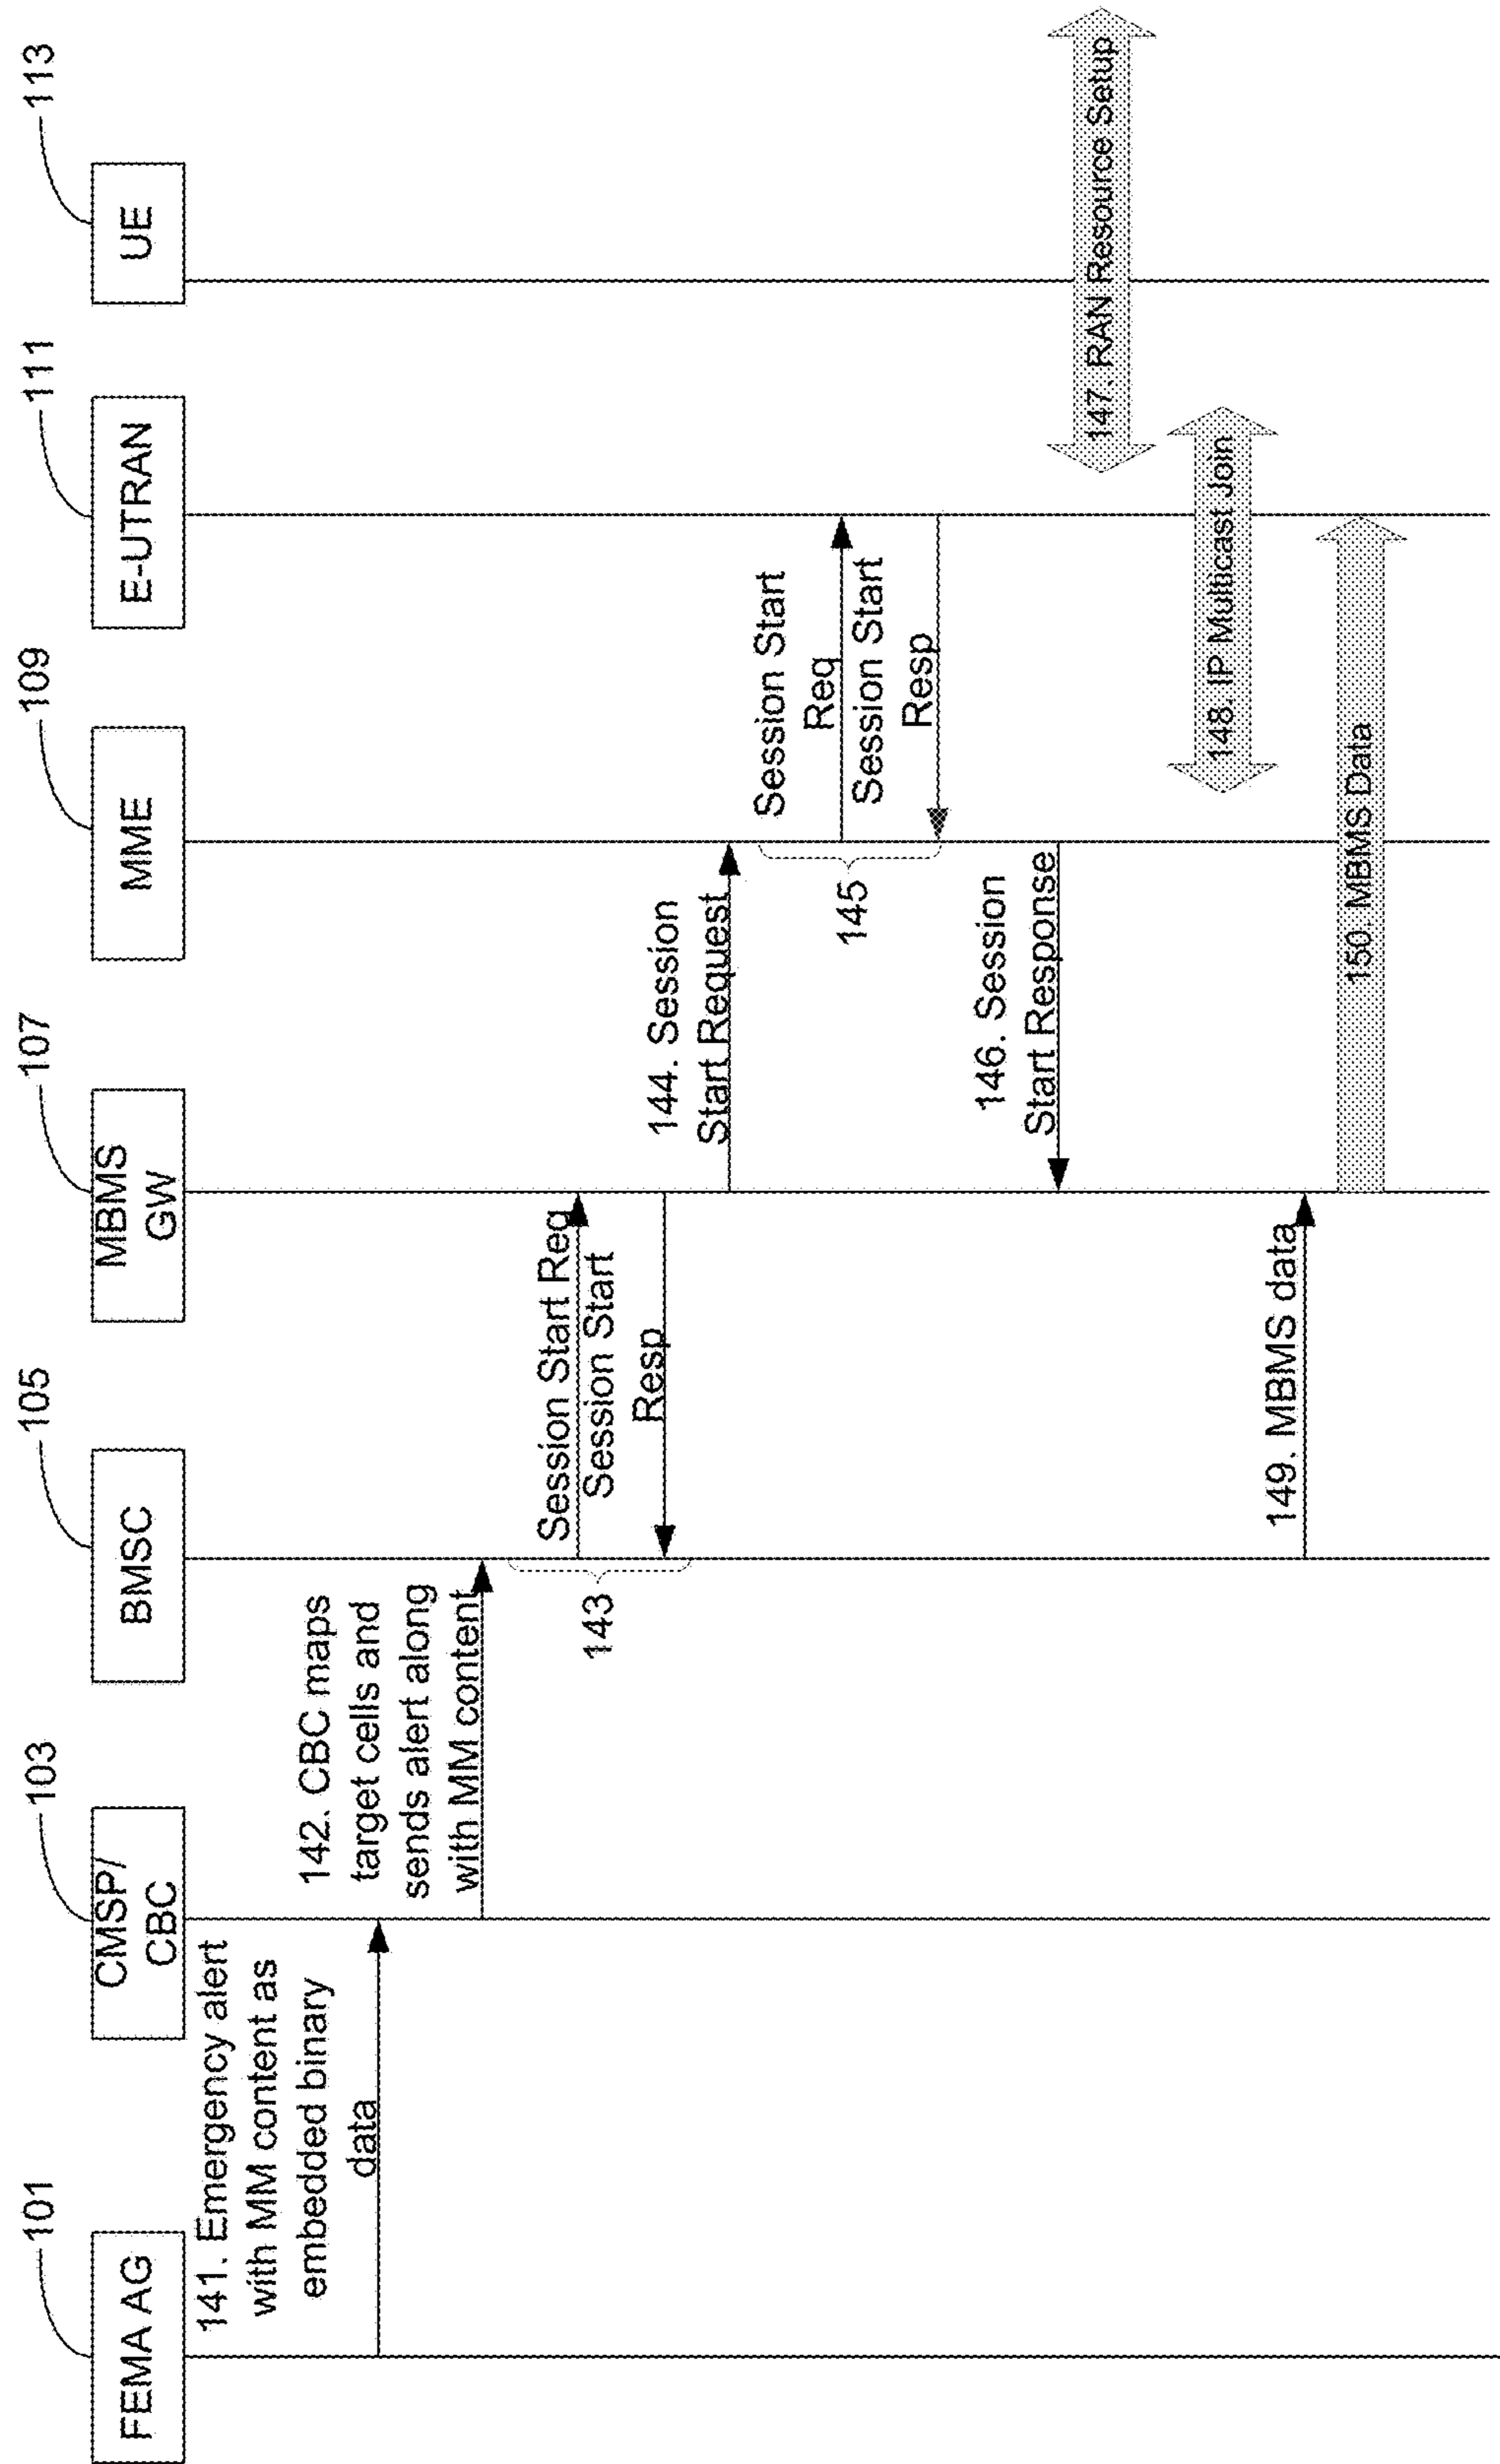 101
103
105
107
109
111
113
FEMA AG
CMSP/
CBC
BMSC
MBMS
GW
MME
E-UTRAN
UE
141. Emergency alert
with MM content as
embedded binary
data
142. CBC maps
target cells and
sends alert along
with MM content
Session Start Req
Session Start
Resp
143
144. Session
Start Request
Session Start
Req
Session Start
Resp
145
146. Session
Start Response
147. RAN Resource Setup
148. IP Multicast Join
149. MBMS data
150. MBMS Data